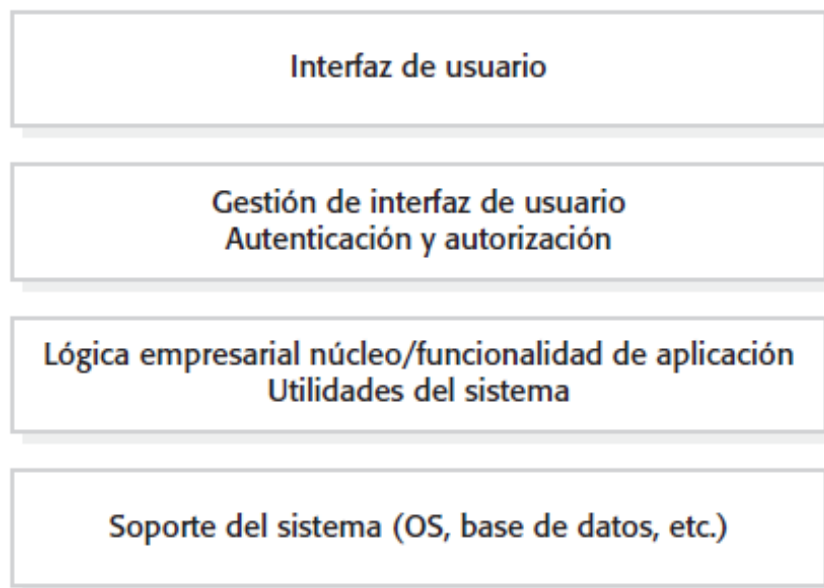 Interfaz de usuario
Gestión de interfaz de usuario
Autenticación y autorización
Lógica empresarial núcleo/funcionalidad de aplicación
Utilidades del sistema
Soporte del sistema (OS, base de datos, etc.)